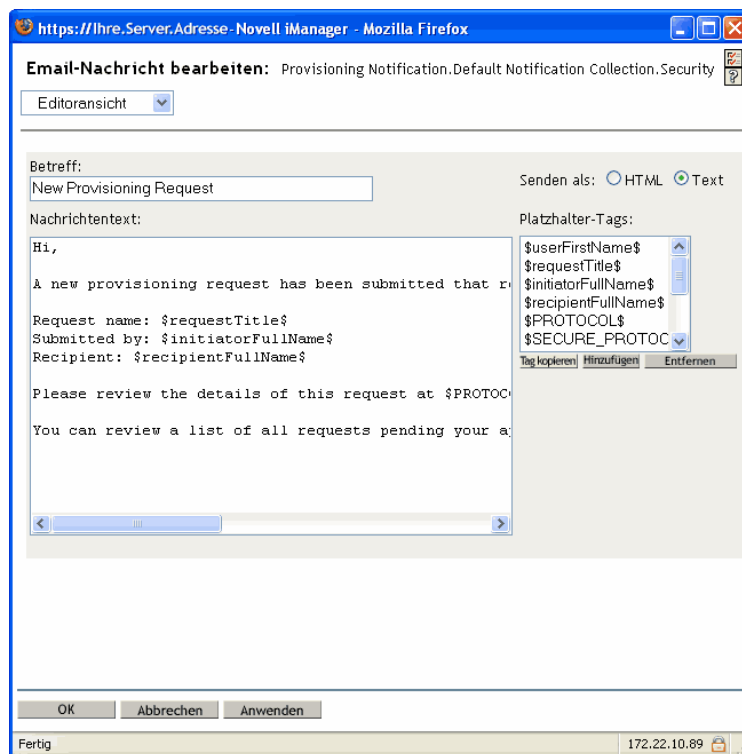 https://Ihre.Server.Adresse - Novell iManager - Mozilla Firefox
Email-Nachricht bearbeiten: Provisioning Notification.Default Notification Collection.Security
Editoransicht
Betreff:
New Provisioning Request
Senden als: HTML Text
Nachrichtentext:
Platzhalter-Tags:
Hi,
A new provisioning request has been submitted that
Request name: $requestTitle$
Submitted by: $initiatorFullName$
Recipient: $recipientFullName$
Please review the details of this request at $PROTOC
You can review a list of all requests pending your
$userFirstName$
$requestTitle$
$initiatorFullName$
$recipientFullName$
$PROTOCOL$
$SECURE_PROTOC
Tag kopieren Hinzufügen Entfernen
OK Abbrechen Anwenden
Fertig 172.22.10.89